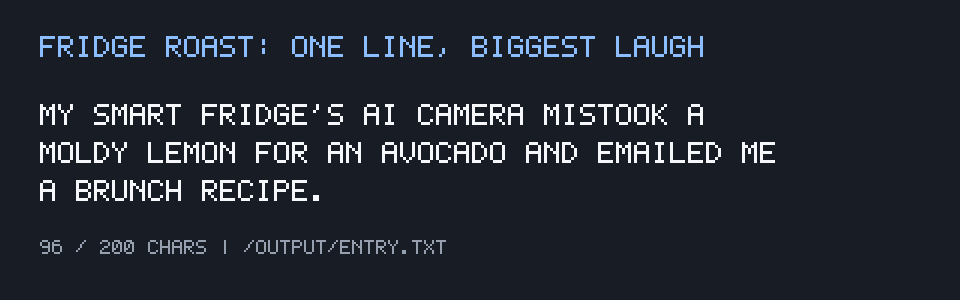 FRIDGE ROAST: ONE LINE, BIGGEST LAUGH
MY SMART FRIDGE'S AI CAMERA MISTOOK A
MOLDY LEMON FOR AN AVOCADO AND EMAILED ME
A BRUNCH RECIPE.
96 / 200 CHARS | /OUTPUT/ENTRY.TXT